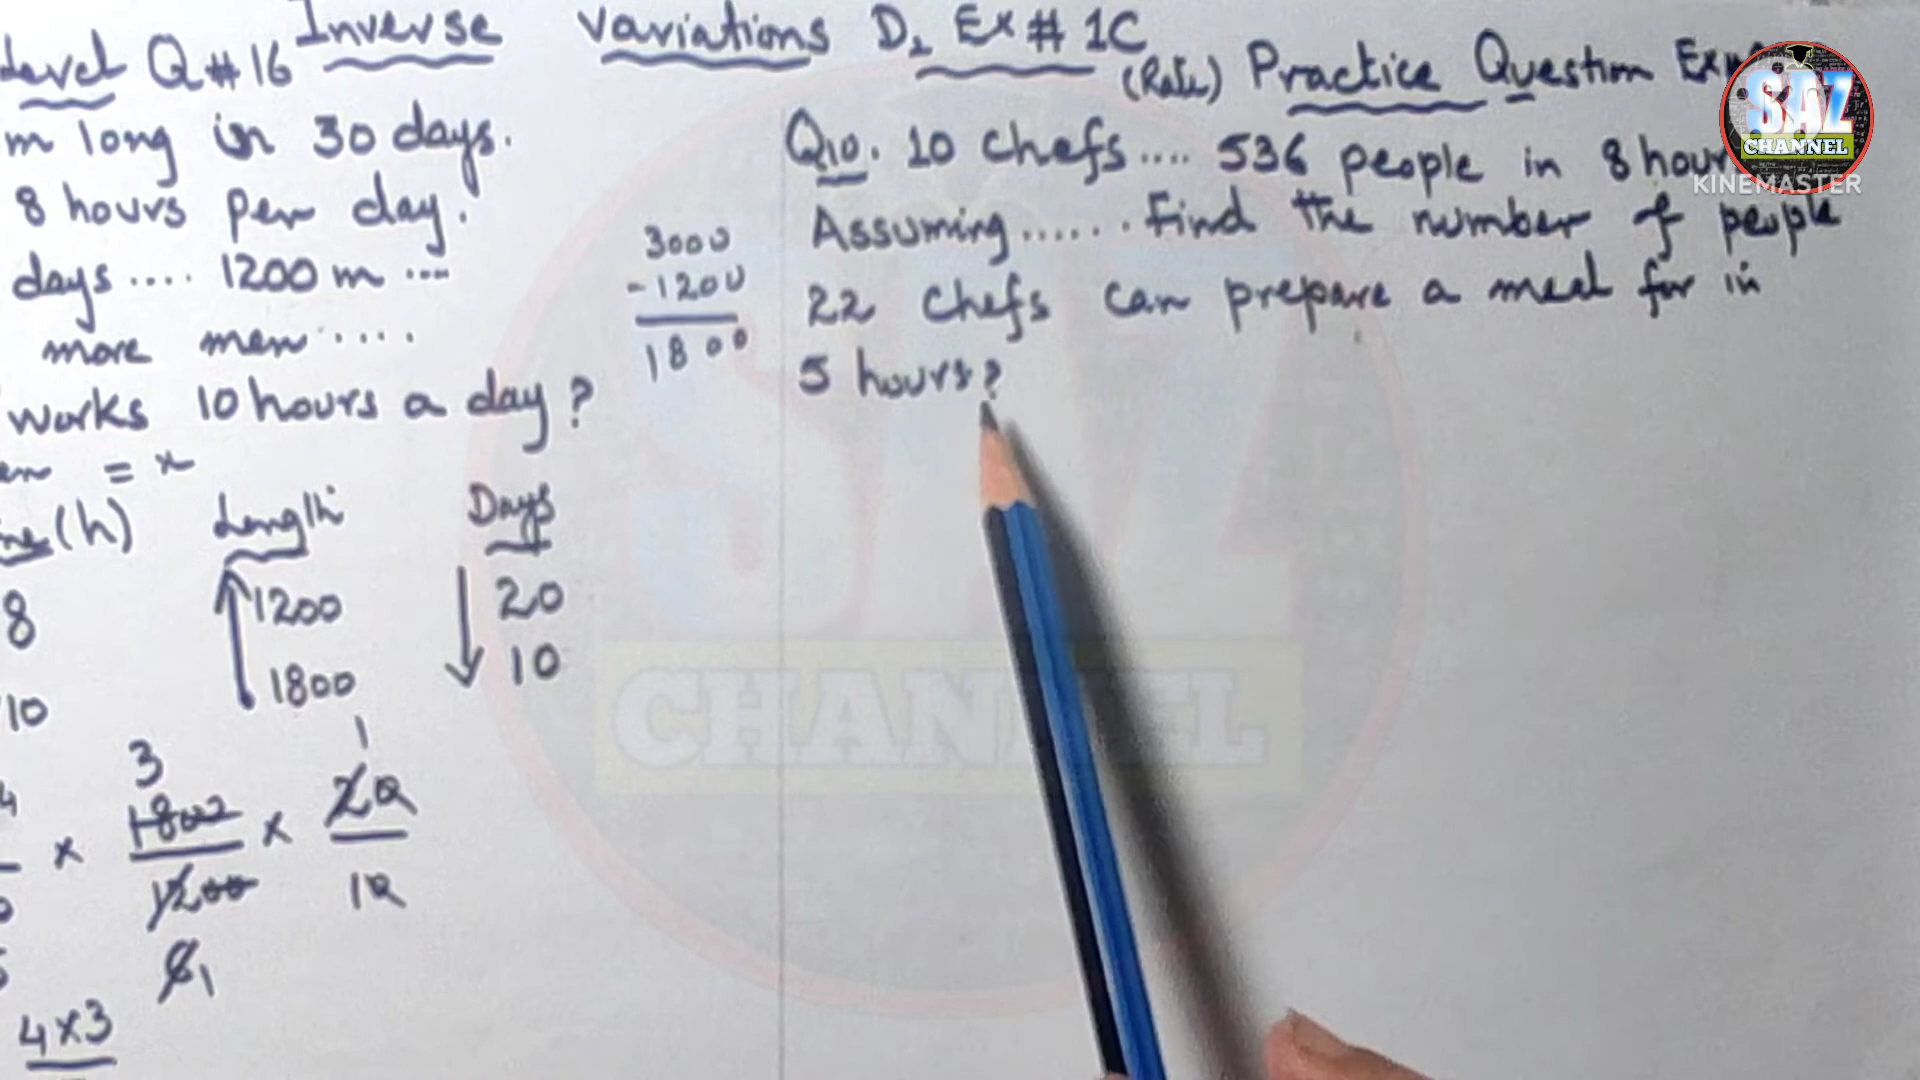 Level Q#16 Inverse Variations D2 Ex#1C
(Rate) Practice Question
m long in 30 days.
8 hours per day.
days .... 1200 m ....
more men .....
works 10 hours a day?
= x
(h) Length Days
8 1200 20
10 1800 10
3 1
x 1800 x 20
1200 10
6 1
4x3
3000
-1200
1800
Q10. 10 chefs .... 536 people in 8 hour
Assuming ...... Find the number of people
22 chefs can prepare a meal for in
5 hours?
SAZ
CHANNEL
KINEMASTER
SAZ
CHANNEL